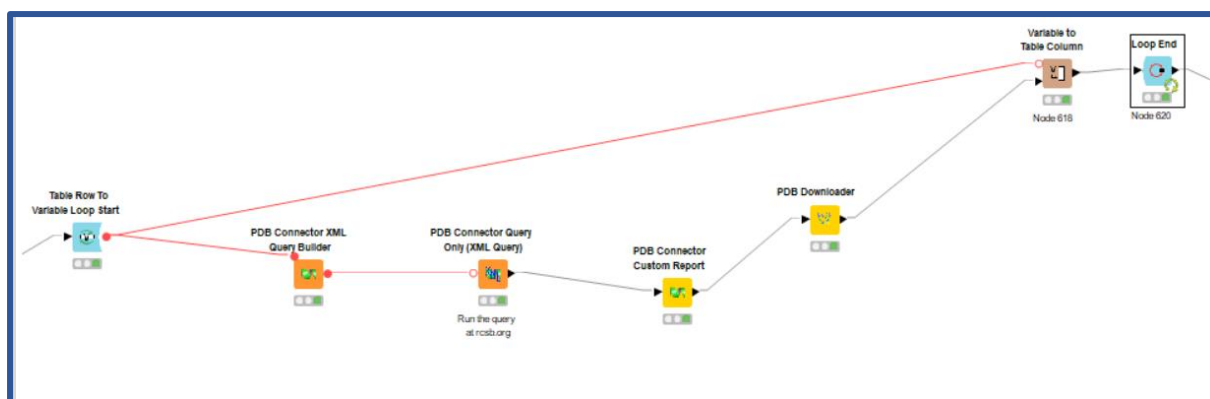 Variable to
Table Column
Loop End
Node 618
Node 620
Table Row To
Variable Loop Start
PDB Downloader
PDB Connector XML
Query Builder
PDB Connector Query
Only (XML Query)
PDB Connector
Custom Report
Run the query
at rcsb.org